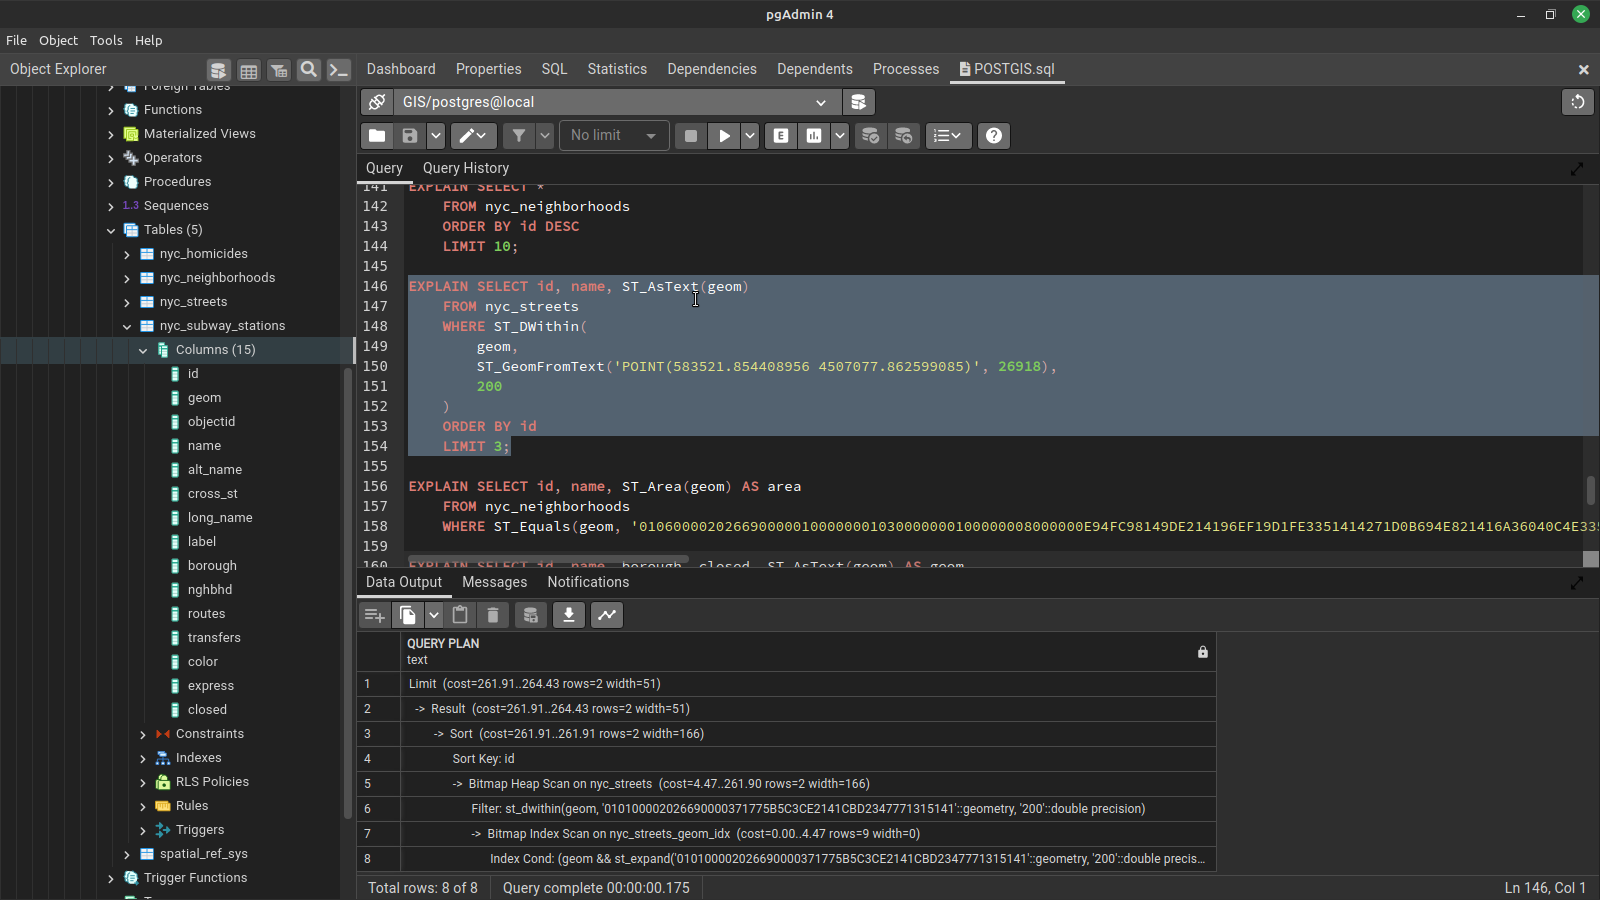 pgAdmin 4
File Object Tools Help
Object Explorer
Dashboard Properties SQL Statistics Dependencies Dependents Processes POSTGIS.sql
Foreign Tables
Functions
Materialized Views
Operators
Procedures
1..3 Sequences
Tables (5)
nyc_homicides
nyc_neighborhoods
nyc_streets
nyc_subway_stations
Columns (15)
id
geom
objectid
name
alt_name
cross_st
long_name
label
borough
nghbhd
routes
transfers
color
express
closed
Constraints
Indexes
RLS Policies
Rules
Triggers
spatial_ref_sys
Trigger Functions
GIS/postgres@local
No limit
E
Query Query History
141 EXPLAIN SELECT *
142 FROM nyc_neighborhoods
143 ORDER BY id DESC
144 LIMIT 10;
145
146 EXPLAIN SELECT id, name, ST_AsText(geom)
147 FROM nyc_streets
148 WHERE ST_DWithin(
149 geom,
150 ST_GeomFromText('POINT(583521.854408956 4507077.862599085)', 26918),
151 200
152 )
153 ORDER BY id
154 LIMIT 3;
155
156 EXPLAIN SELECT id, name, ST_Area(geom) AS area
157 FROM nyc_neighborhoods
158 WHERE ST_Equals(geom, '0106000020266900000100000001030000000100000008000000E94FC98149DE214196EF19D1FE3351414271D0B694E821416A36040C4E335
159
160 EXPLAIN SELECT id, name, borough, closed, ST_AsText(geom) AS geom
Data Output Messages Notifications
QUERY PLAN
text
1 Limit (cost=261.91..264.43 rows=2 width=51)
2 -> Result (cost=261.91..264.43 rows=2 width=51)
3 -> Sort (cost=261.91..261.91 rows=2 width=166)
4 Sort Key: id
5 -> Bitmap Heap Scan on nyc_streets (cost=4.47..261.90 rows=2 width=166)
6 Filter: st_dwithin(geom, '01010000202669000​0371775B5C3CE2141CBD2347771315141'::geometry, '200'::double precision)
7 -> Bitmap Index Scan on nyc_streets_geom_idx (cost=0.00..4.47 rows=9 width=0)
8 Index Cond: (geom && st_expand('010100002026690000371775B5C3CE2141CBD2347771315141'::geometry, '200'::double precis...
Total rows: 8 of 8 Query complete 00:00:00.175
Ln 146, Col 1